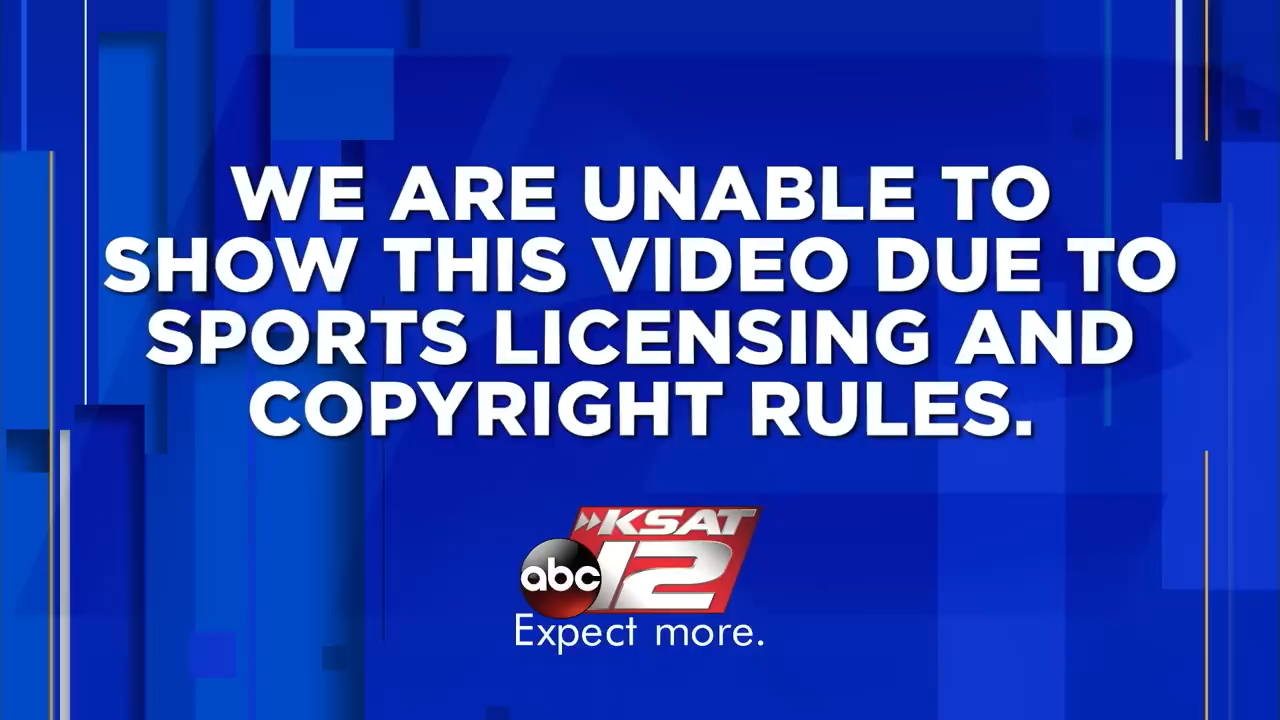 WE ARE UNABLE TO
SHOW THIS VIDEO DUE TO
SPORTS LICENSING AND
COPYRIGHT RULES.
KSAT
abc 12
Expect more.